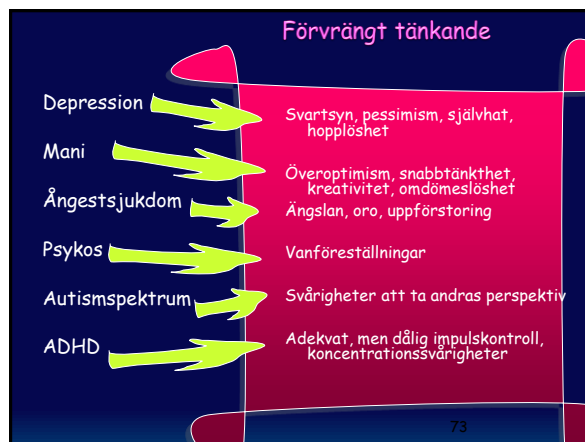 Förvrängt tänkande
Depression
Svartsyn, pessimism, självhat,
hopplöshet
Mani
Överoptimism, snabbtänkthet,
kreativitet, omdömeslöshet
Ångestsjukdom
Ängslan, oro, uppförstoring
Psykos
Vanföreställningar
Autismspektrum
Svårigheter att ta andras perspektiv
ADHD
Adekvat, men dålig impulskontroll,
koncentrationssvårigheter
73